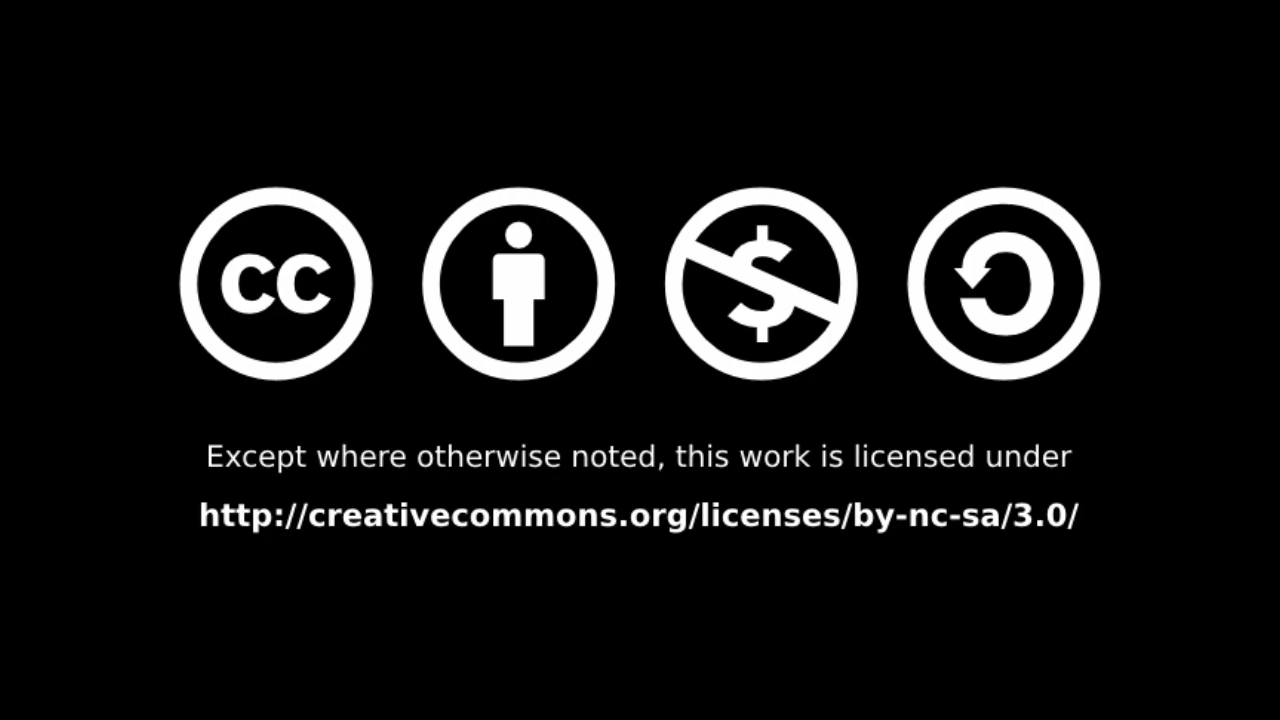 cc
Except where otherwise noted, this work is licensed under
http://creativecommons.org/licenses/by-nc-sa/3.0/